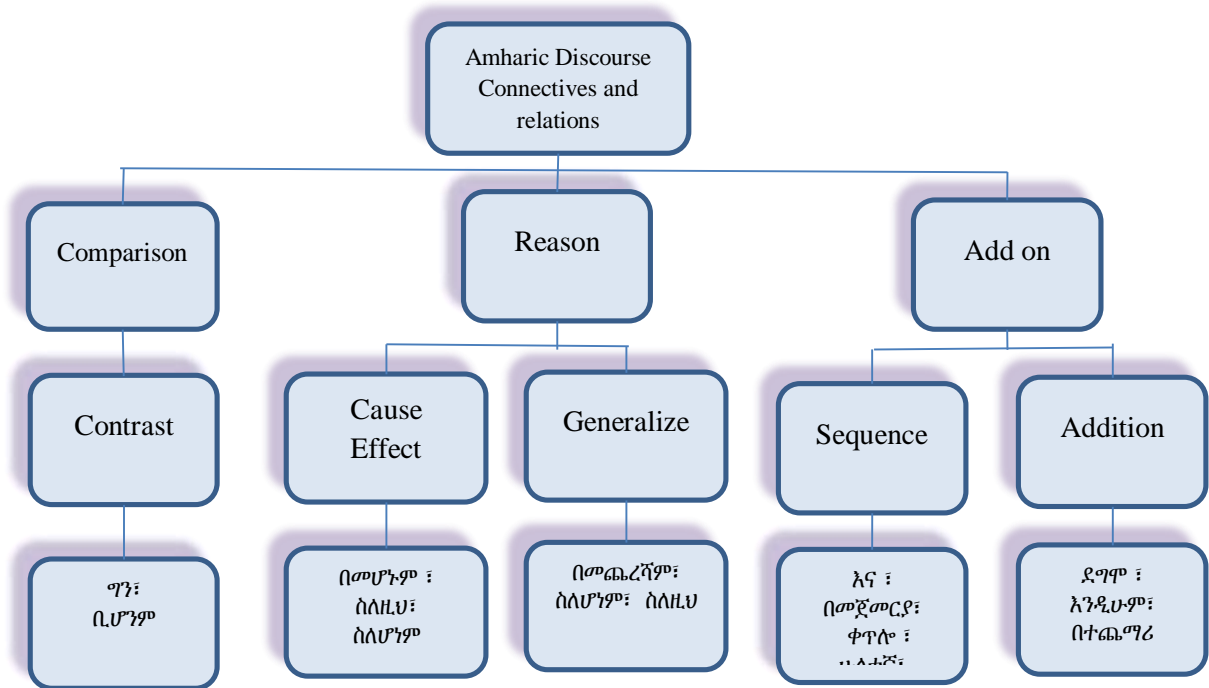 Amharic Discourse
Connectives and
relations
Comparison
Reason
Add on
Contrast
Cause
Effect
Generalize
Sequence
Addition
ግን፣
ቢሆንም
በመሆኑም ፣
ስለዚህ፣
ስለሆነም
በመጨረሻም፣
ስለሆነም፣ ስለዚህ
እና ፣
በመጀመርያ፣
ቀጥሎ ፣
ደግሞ ፣
እንዲሁም፣
በተጨማሪ